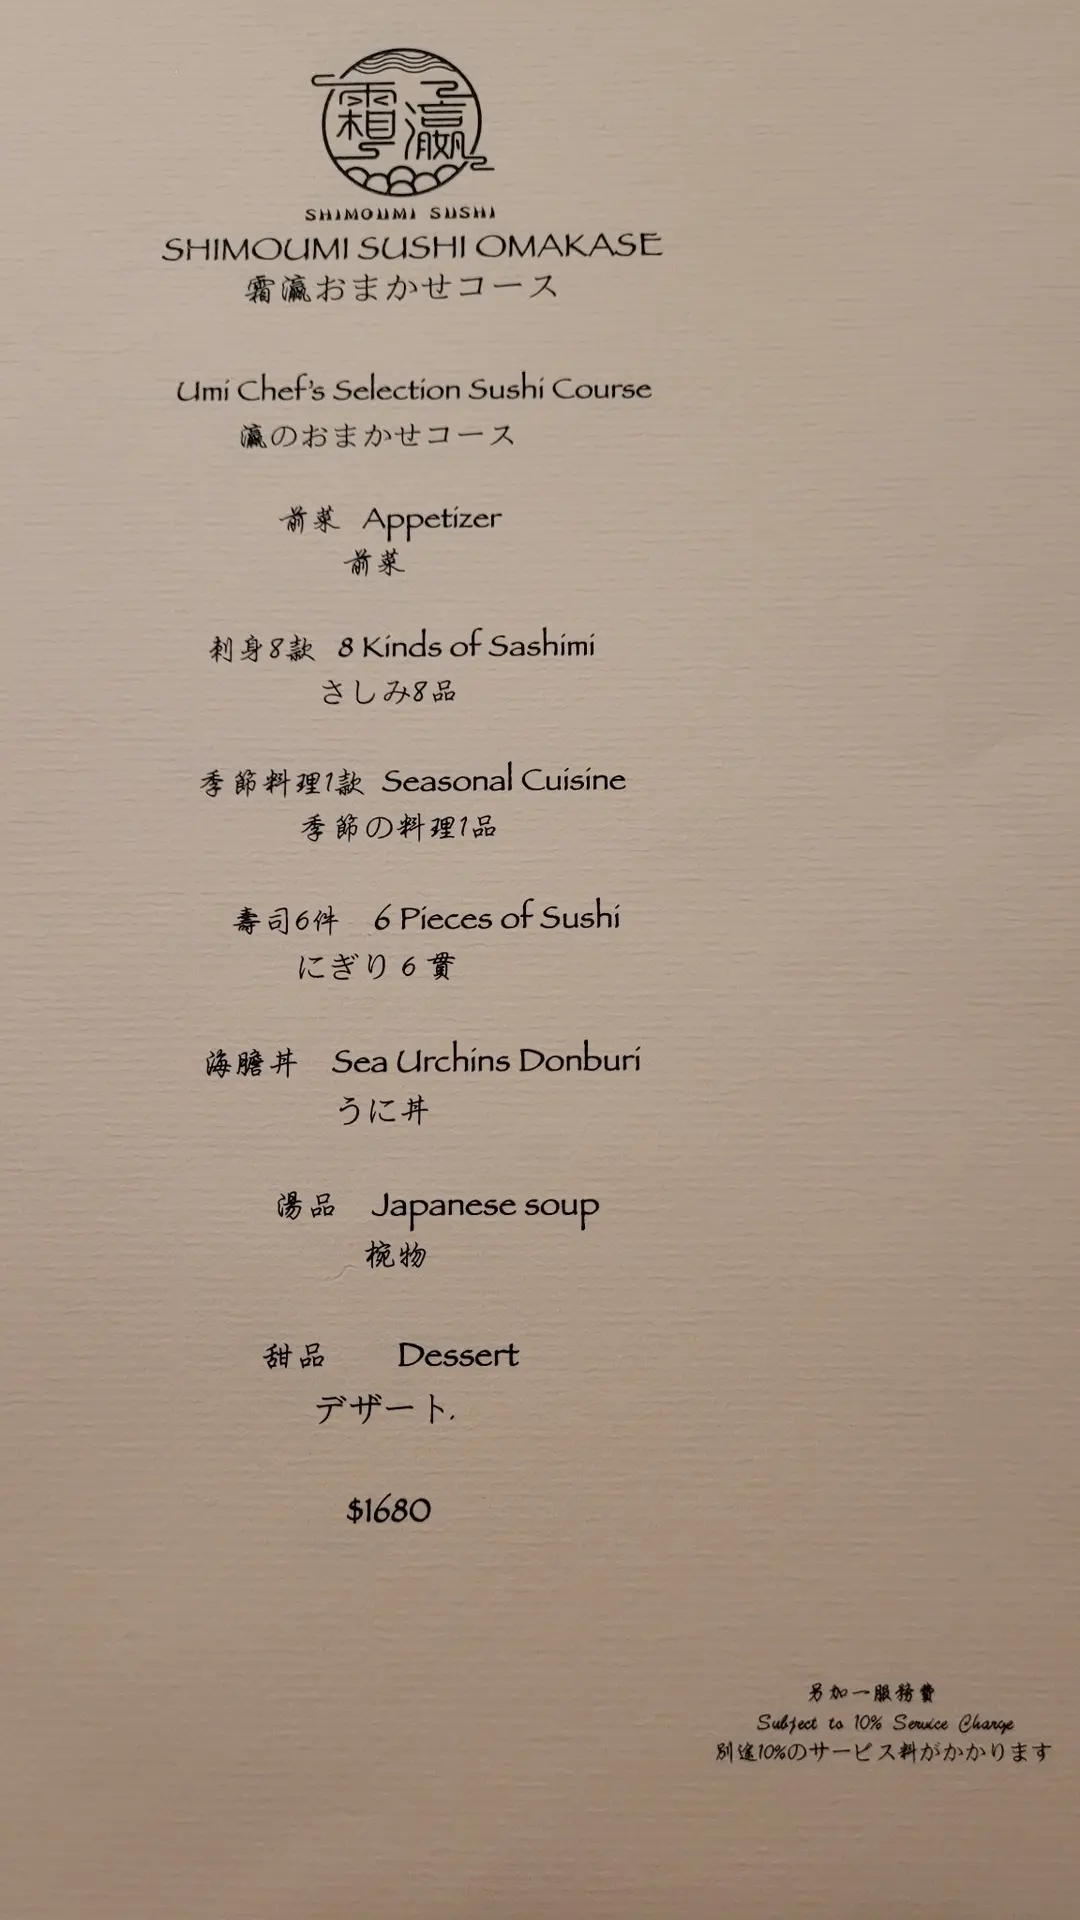 霜瀛
SHIMOUMI SUSHI
SHIMOUMI SUSHI OMAKASE
霜瀛おまかせコース
Umi Chef's Selection Sushi Course
瀛のおまかせコース
前菜 Appetizer
前菜
刺身8款 8 Kinds of Sashimi
さしみ8品
季節料理1款 Seasonal Cuisine
季節の料理1品
壽司6件 6 Pieces of Sushi
にぎり6貫
海膽丼 Sea Urchins Donburi
うに丼
湯品 Japanese soup
椀物
甜品 Dessert
デザート.
$1680
另加一服務費
Subject to 10% Service Charge
別途10%のサービス料がかかります